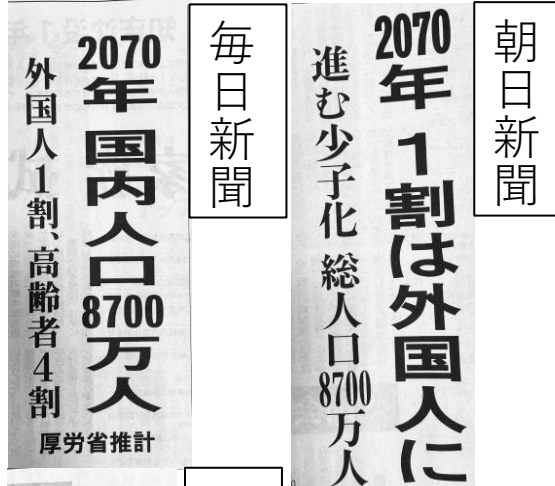 朝日新聞
2070年 1割は外国人に
進む少子化 総人口8700万人
毎日新聞
2070年 国内人口8700万人
外国人1割、高齢者4割
厚労省推計